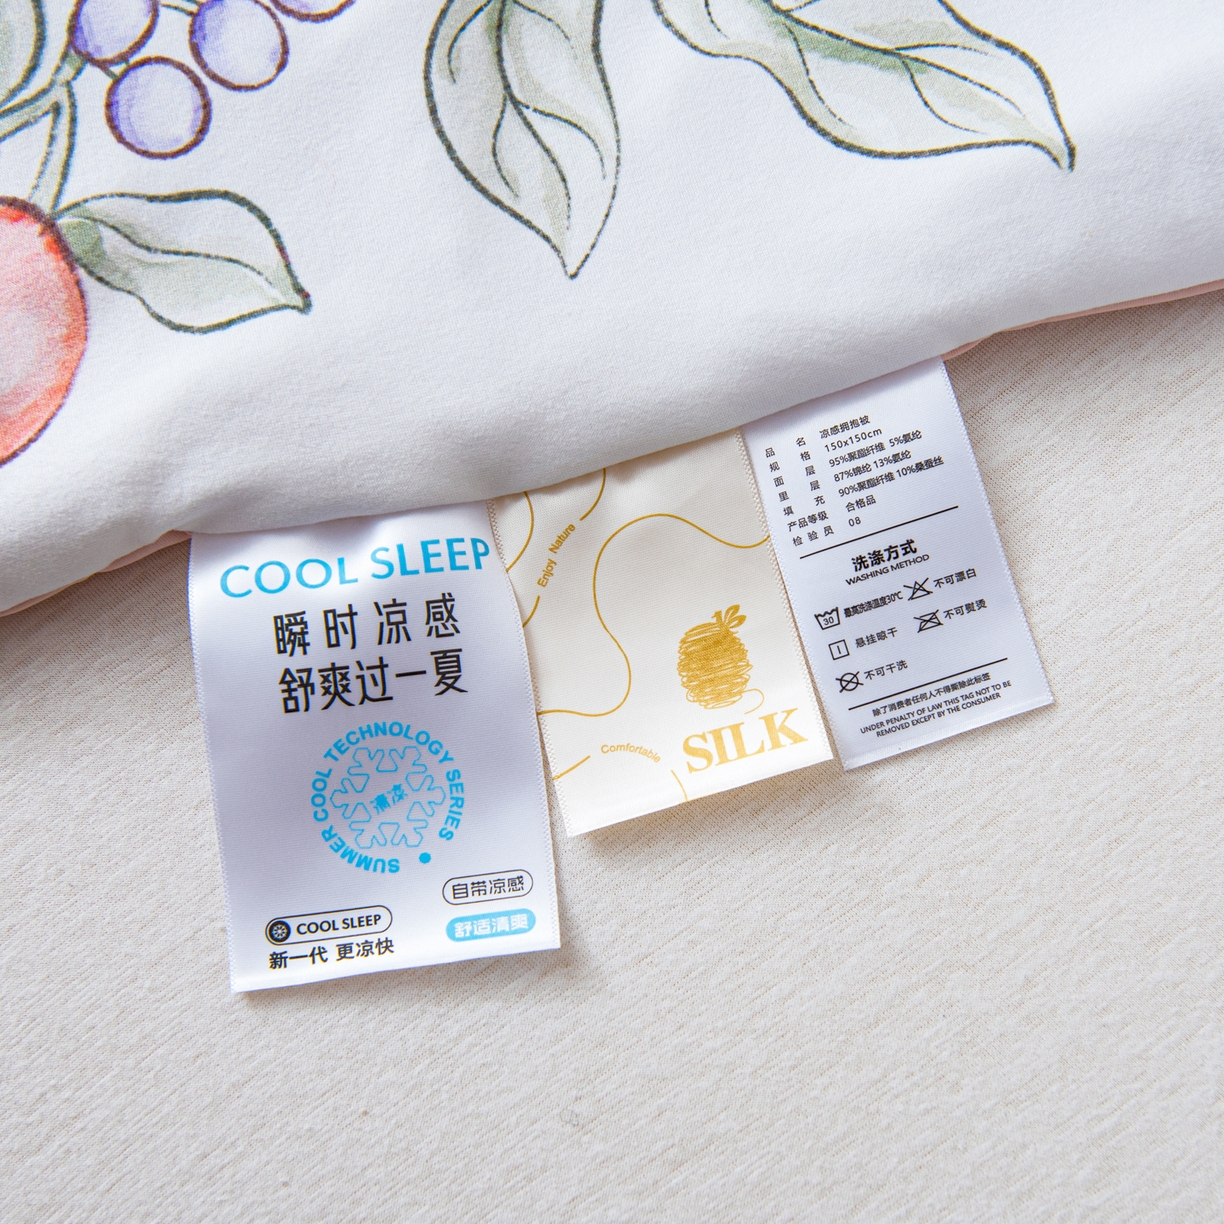 COOL SLEEP
瞬时凉感
舒爽过一夏
SUMMER COOL TECHNOLOGY SERIES
清凉
自带凉感
COOL SLEEP
舒适清爽
新一代 更凉快
Enjoy Nature
SILK
Comfortable
品 名 凉感拥抱被
规 格 150x150cm
面 层 95%聚酯纤维 5%氨纶
里 层 87%锦纶 13%氨纶
填 充 90%聚酯纤维 10%桑蚕丝
产品等级 合格品
检 验 员 08
洗涤方式
WASHING METHOD
30 最高洗涤温度30℃ 不可漂白
悬挂晾干 不可熨烫
不可干洗
除了消费者任何人不得撕除此标签
UNDER PENALTY OF LAW THIS TAG NOT TO BE
REMOVED EXCEPT BY THE CONSUMER